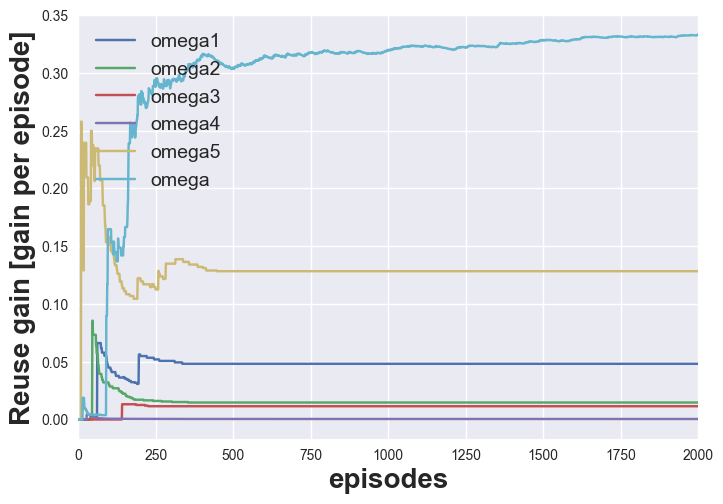 Reuse gain [gain per episode]
0.35
0.30
0.25
0.20
0.15
0.10
0.05
0.00
omega1
omega2
omega3
omega4
omega5
omega
0 250 500 750 1000 1250 1500 1750 2000
episodes